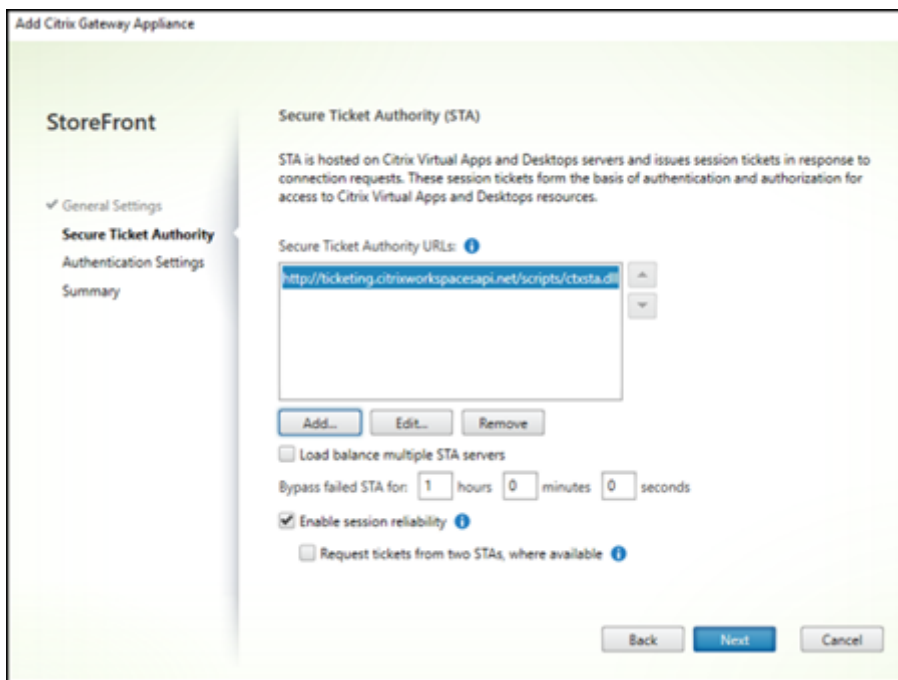 Add Citrix Gateway Appliance
StoreFront
✔ General Settings
Secure Ticket Authority
Authentication Settings
Summary
Secure Ticket Authority (STA)
STA is hosted on Citrix Virtual Apps and Desktops servers and issues session tickets in response to
connection requests. These session tickets form the basis of authentication and authorization for
access to Citrix Virtual Apps and Desktops resources.
Secure Ticket Authority URLs:
http://ticketing.citrixworkspacesapi.net/scripts/ctxsta.dll
Add... Edit... Remove
Load balance multiple STA servers
Bypass failed STA for: 1 hours 0 minutes 0 seconds
Enable session reliability
Request tickets from two STAs, where available
Back Next Cancel